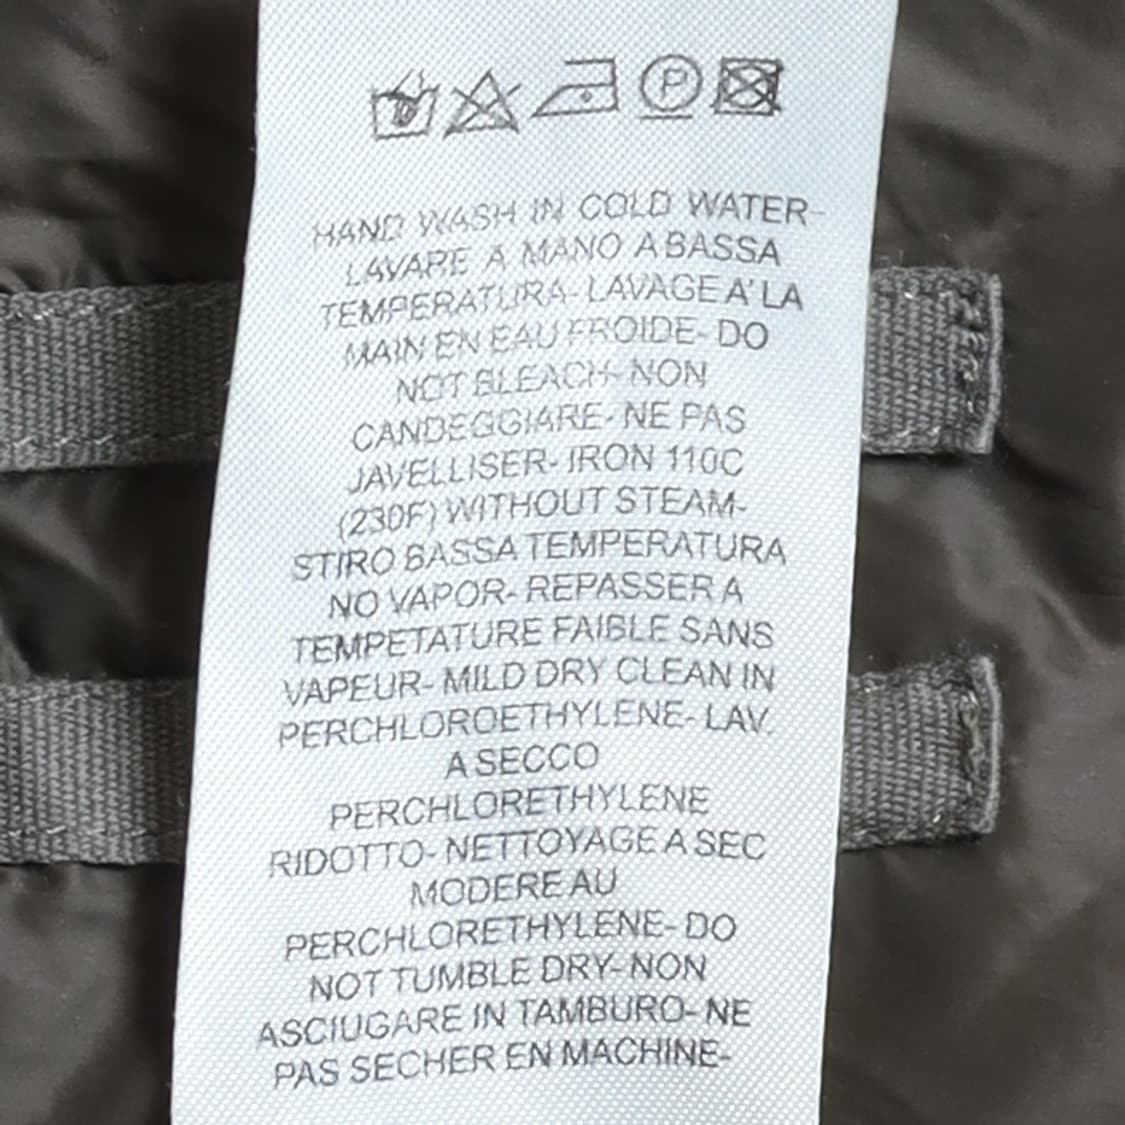 P
HAND WASH IN COLD WATER-
LAVARE A MANO A BASSA
TEMPERATURA- LAVAGE A' LA
MAIN EN EAU FROIDE- DO
NOT BLEACH- NON
CANDEGGIARE- NE PAS
JAVELLISER- IRON 110C
(230F) WITHOUT STEAM-
STIRO BASSA TEMPERATURA
NO VAPOR- REPASSER A
TEMPETATURE FAIBLE SANS
VAPEUR- MILD DRY CLEAN IN
PERCHLOROETHYLENE- LAV.
A SECCO
PERCHLORETHYLENE
RIDOTTO- NETTOYAGE A SEC
MODERE AU
PERCHLORETHYLENE- DO
NOT TUMBLE DRY- NON
ASCIUGARE IN TAMBURO- NE
PAS SECHER EN MACHINE-